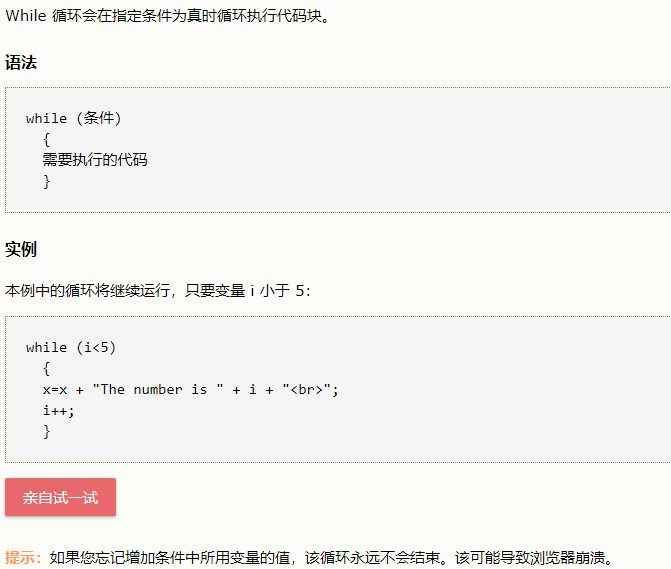 While 循环会在指定条件为真时循环执行代码块。
语法
while (条件)
  {
  需要执行的代码
  }
实例
本例中的循环将继续运行，只要变量 i 小于 5：
while (i<5)
  {
  x=x + "The number is " + i + "<br>";
  i++;
  }
亲自试一试
提示：如果您忘记增加条件中所用变量的值，该循环永远不会结束。该可能导致浏览器崩溃。